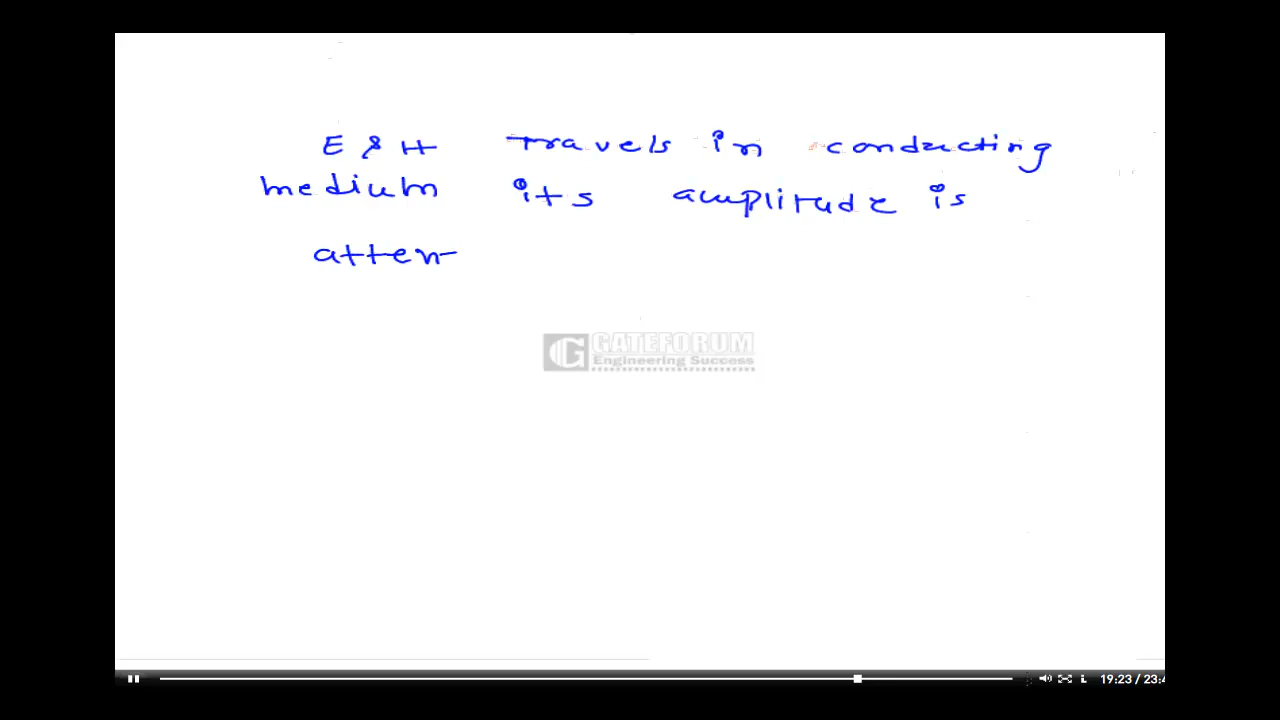 E & H travels in conducting
medium its amplitude is
atten
GATEFORUM
Engineering Success
19:23 / 23:4